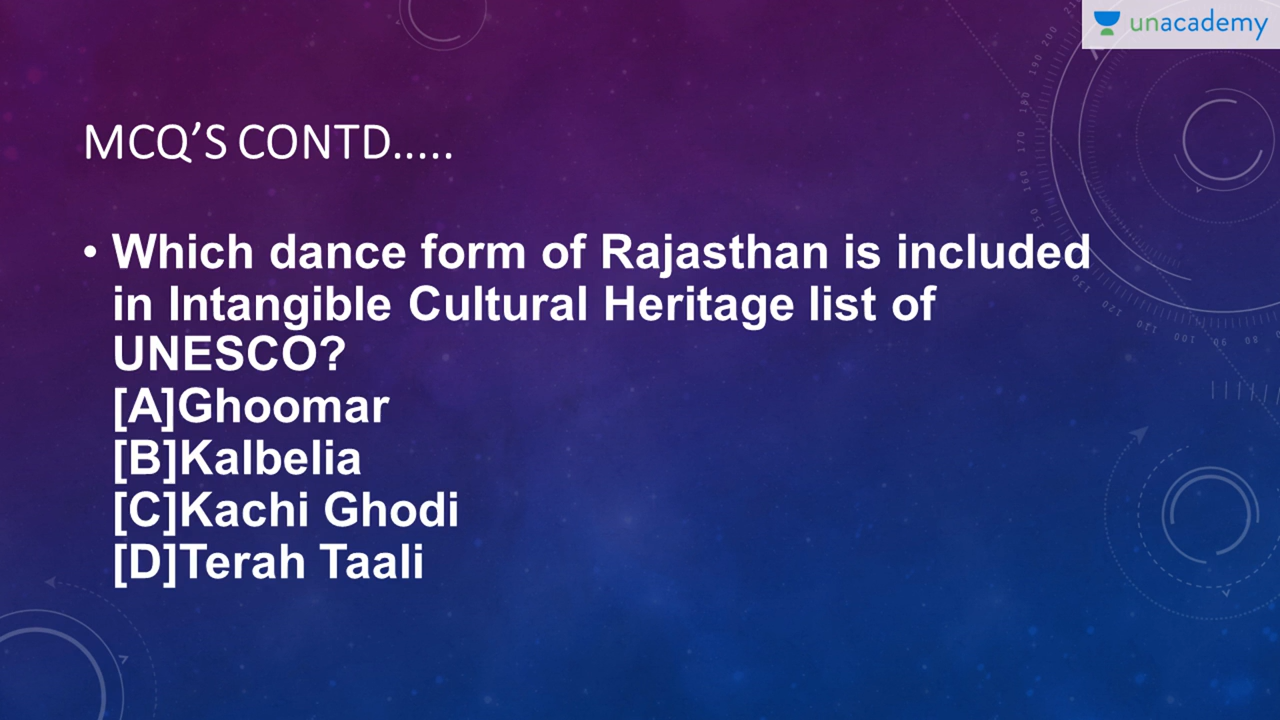 unacademy
MCQ'S CONTD.....
• Which dance form of Rajasthan is included
in Intangible Cultural Heritage list of
UNESCO?
[A]Ghoomar
[B]Kalbelia
[C]Kachi Ghodi
[D]Terah Taali